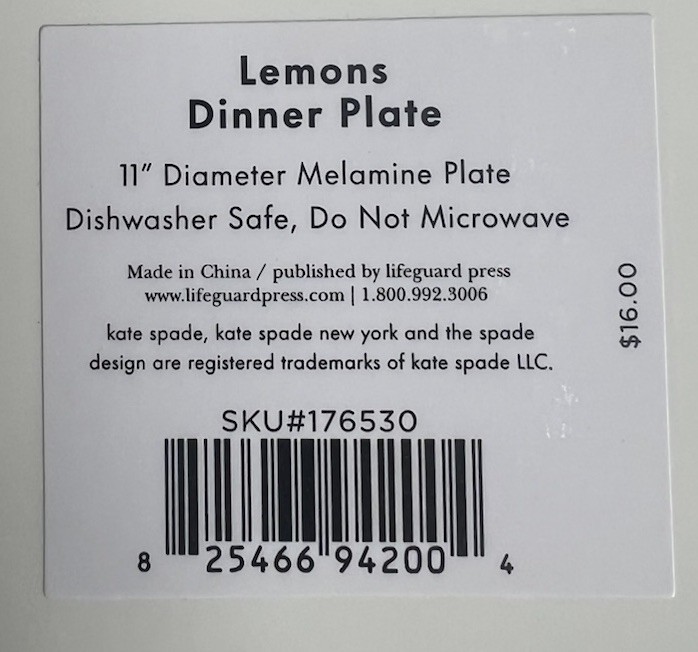 Lemons
Dinner Plate
11" Diameter Melamine Plate
Dishwasher Safe, Do Not Microwave
Made in China / published by lifeguard press
www.lifeguardpress.com | 1.800.992.3006
kate spade, kate spade new york and the spade
design are registered trademarks of kate spade LLC.
$16.00
SKU#176530
8 25466 94200 4